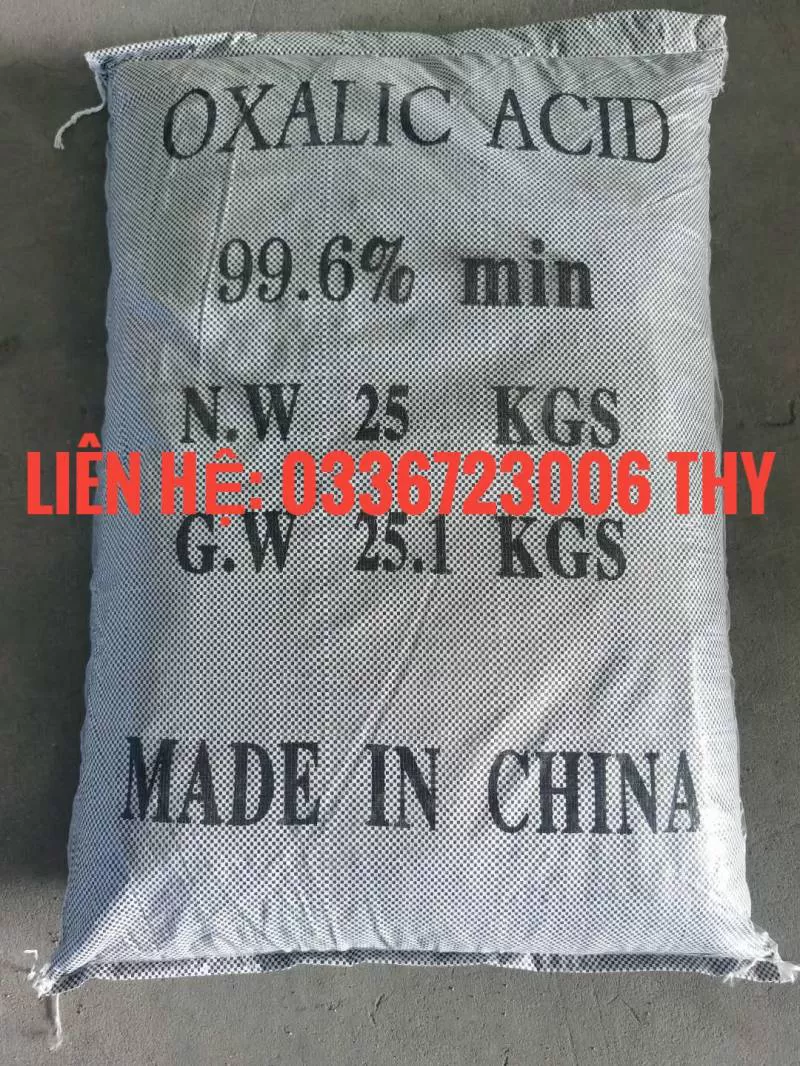 OXALIC ACID
99.6% min
N.W 25 KGS
LIÊN HỆ: 0336723006 THY
G.W 25.1 KGS
MADE IN CHINA